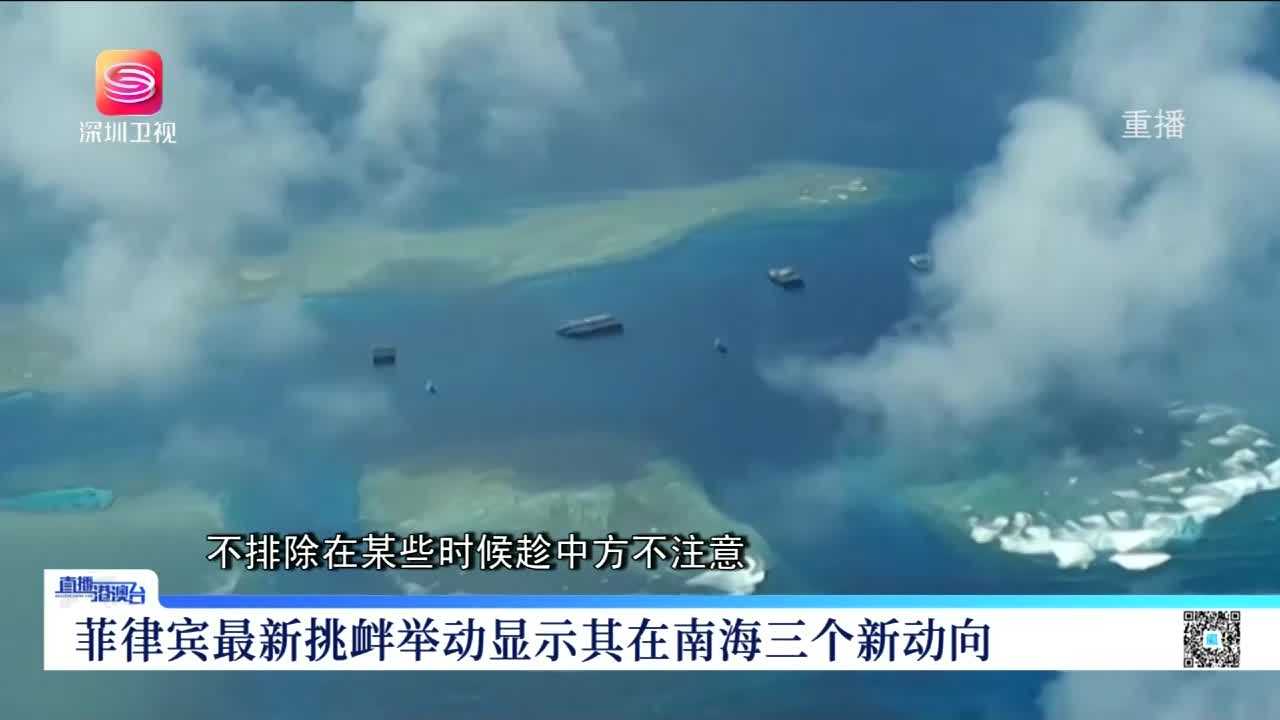 深圳卫视
重播
不排除在某些时候趁中方不注意
直播港澳台
菲律宾最新挑衅举动显示其在南海三个新动向